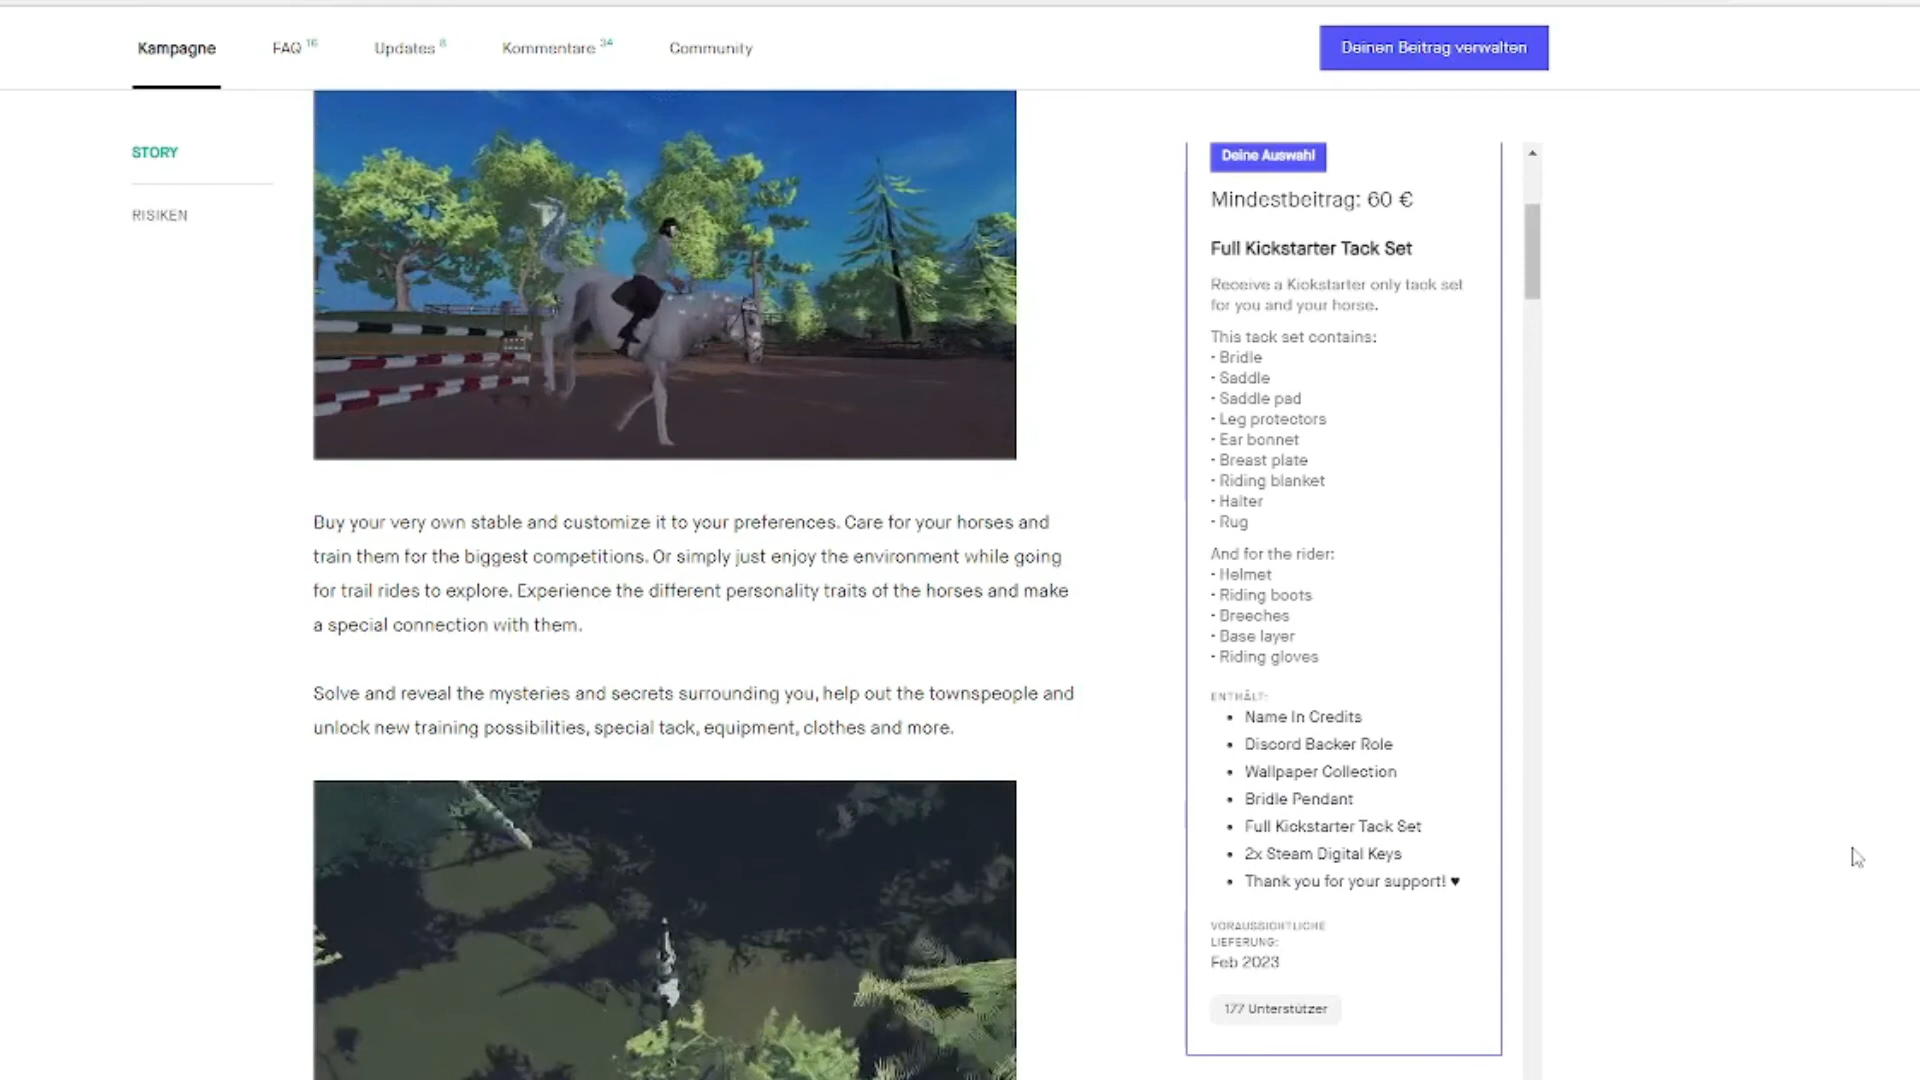 Kampagne
FAQ 16
Updates 8
Kommentare 34
Community
Deinen Beitrag verwalten
STORY
RISIKEN
Buy your very own stable and customize it to your preferences. Care for your horses and
train them for the biggest competitions. Or simply just enjoy the environment while going
for trail rides to explore. Experience the different personality traits of the horses and make
a special connection with them.
Solve and reveal the mysteries and secrets surrounding you, help out the townspeople and
unlock new training possibilities, special tack, equipment, clothes and more.
Deine Auswahl
Mindestbeitrag: 60 €
Full Kickstarter Tack Set
Receive a Kickstarter only tack set
for you and your horse.
This tack set contains:
- Bridle
- Saddle
- Saddle pad
- Leg protectors
- Ear bonnet
- Breast plate
- Riding blanket
- Halter
- Rug
And for the rider:
- Helmet
- Riding boots
- Breeches
- Base layer
- Riding gloves
ENTHÄLT:
• Name In Credits
• Discord Backer Role
• Wallpaper Collection
• Bridle Pendant
• Full Kickstarter Tack Set
• 2x Steam Digital Keys
• Thank you for your support! ♥
VORAUSSICHTLICHE
LIEFERUNG:
Feb 2023
177 Unterstützer